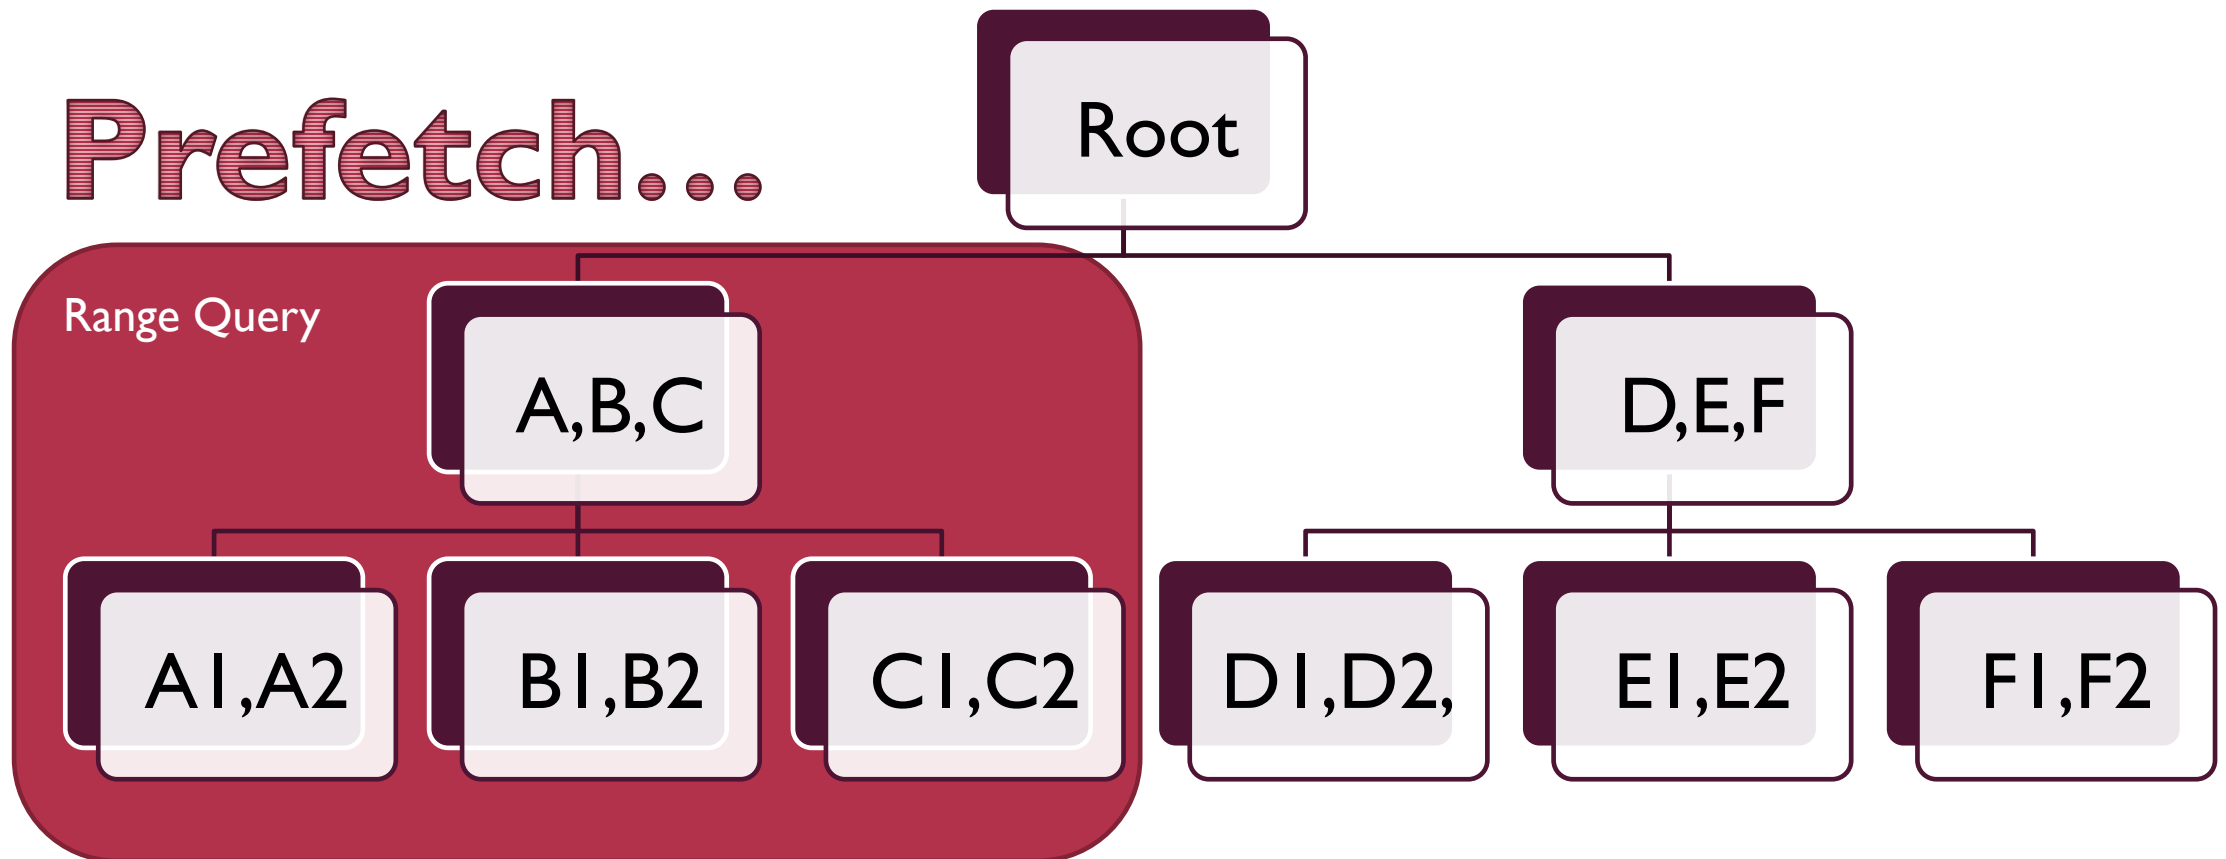 Root
Prefetch...
Range Query
A,B,C
D,E,F
A1,A2
B1,B2
C1,C2
D1,D2,
E1,E2
F1,F2